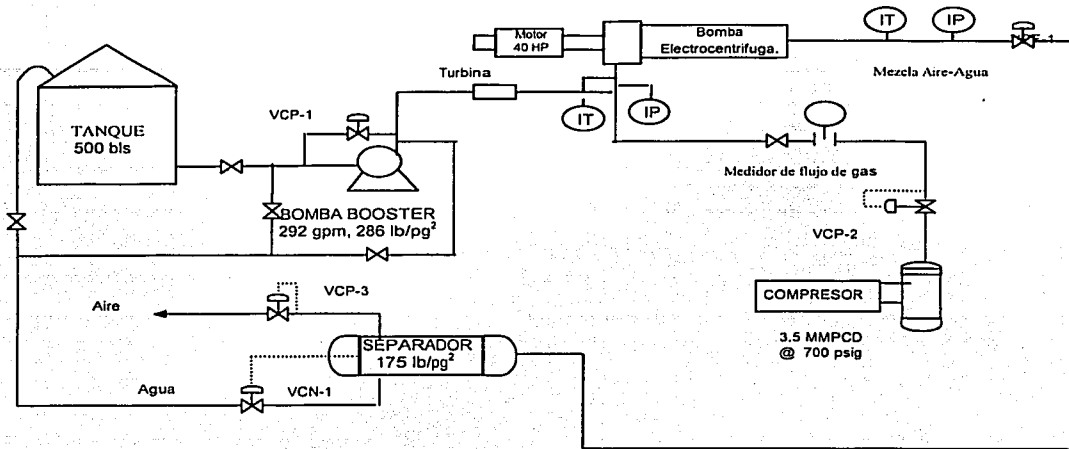 Motor
40 HP
Bomba
Electrocentrifuga.
IT
IP
Mezcla Aire-Agua
Turbina
IT
IP
VCP-1
TANQUE
500 bls
Medidor de flujo de gas
BOMBA BOOSTER
292 gpm, 286 lb/pg²
VCP-2
COMPRESOR
3.5 MMPCD
@ 700 psig
VCP-3
Aire
SEPARADOR
175 lb/pg²
Agua
VCN-1